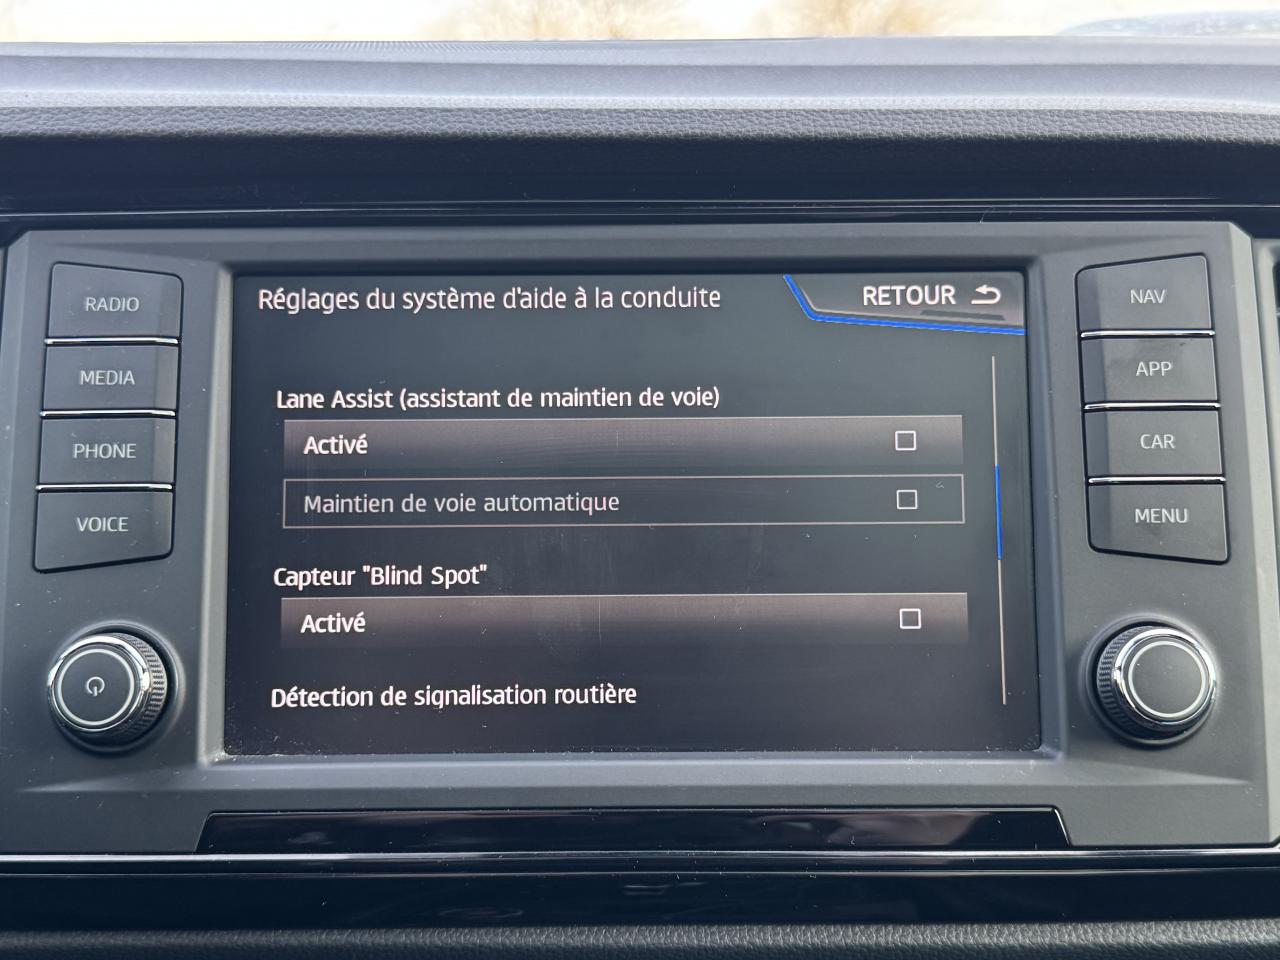 Réglages du système d'aide à la conduite
RETOUR
Lane Assist (assistant de maintien de voie)
Activé
Maintien de voie automatique
Capteur "Blind Spot"
Activé
Détection de signalisation routière
RADIO
MEDIA
PHONE
VOICE
NAV
APP
CAR
MENU